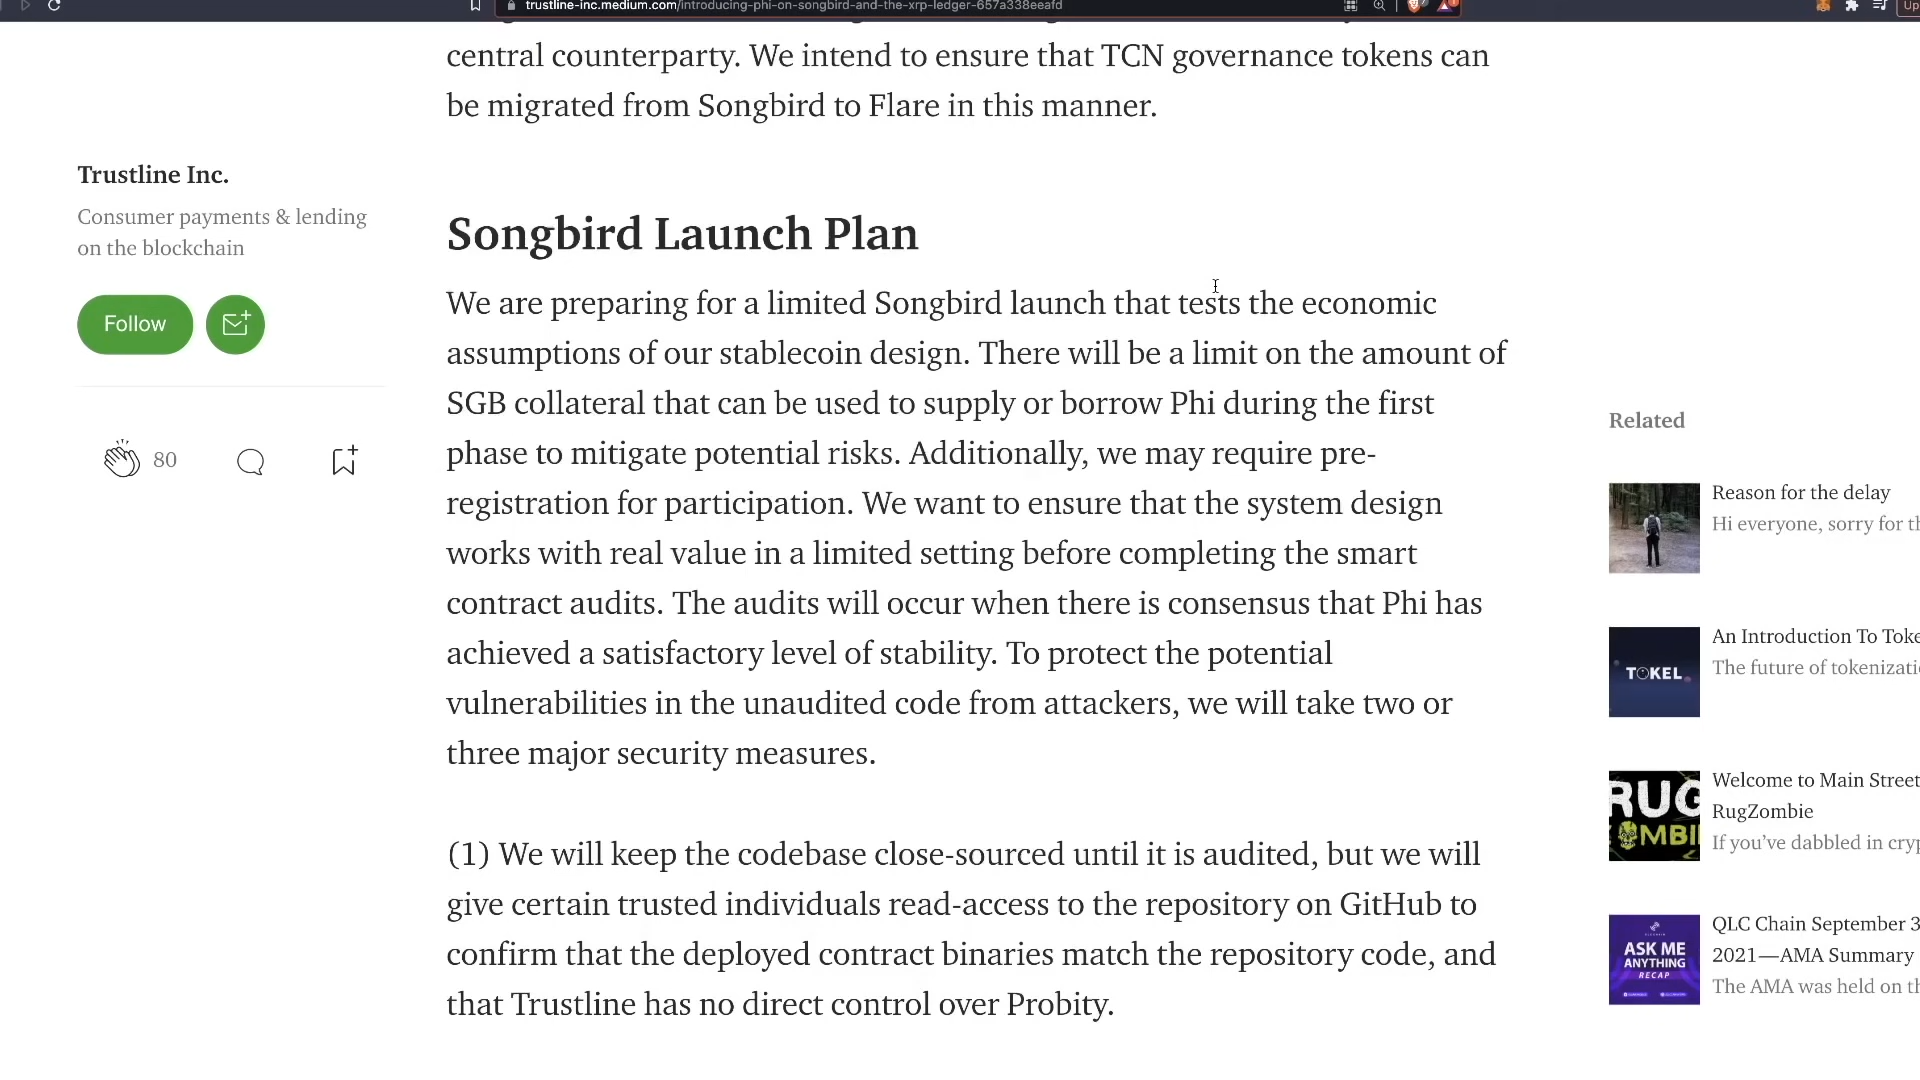 trustline-inc.medium.com/introducing-phi-on-songbird-and-the-xrp-ledger-657a338eeafd
Up
central counterparty. We intend to ensure that TCN governance tokens can
be migrated from Songbird to Flare in this manner.
Trustline Inc.
Consumer payments & lending
on the blockchain
Follow
80
Songbird Launch Plan
We are preparing for a limited Songbird launch that tests the economic
assumptions of our stablecoin design. There will be a limit on the amount of
SGB collateral that can be used to supply or borrow Phi during the first
phase to mitigate potential risks. Additionally, we may require pre-
registration for participation. We want to ensure that the system design
works with real value in a limited setting before completing the smart
contract audits. The audits will occur when there is consensus that Phi has
achieved a satisfactory level of stability. To protect the potential
vulnerabilities in the unaudited code from attackers, we will take two or
three major security measures.
(1) We will keep the codebase close-sourced until it is audited, but we will
give certain trusted individuals read-access to the repository on GitHub to
confirm that the deployed contract binaries match the repository code, and
that Trustline has no direct control over Probity.
Related
Reason for the delay
Hi everyone, sorry for th
TOKEL
An Introduction To Toke
The future of tokenizati
RUG
ZOMBI
Welcome to Main Street
RugZombie
If you've dabbled in cryp
ASK ME
ANYTHING
RECAP
QLC Chain September 3
2021—AMA Summary
The AMA was held on th